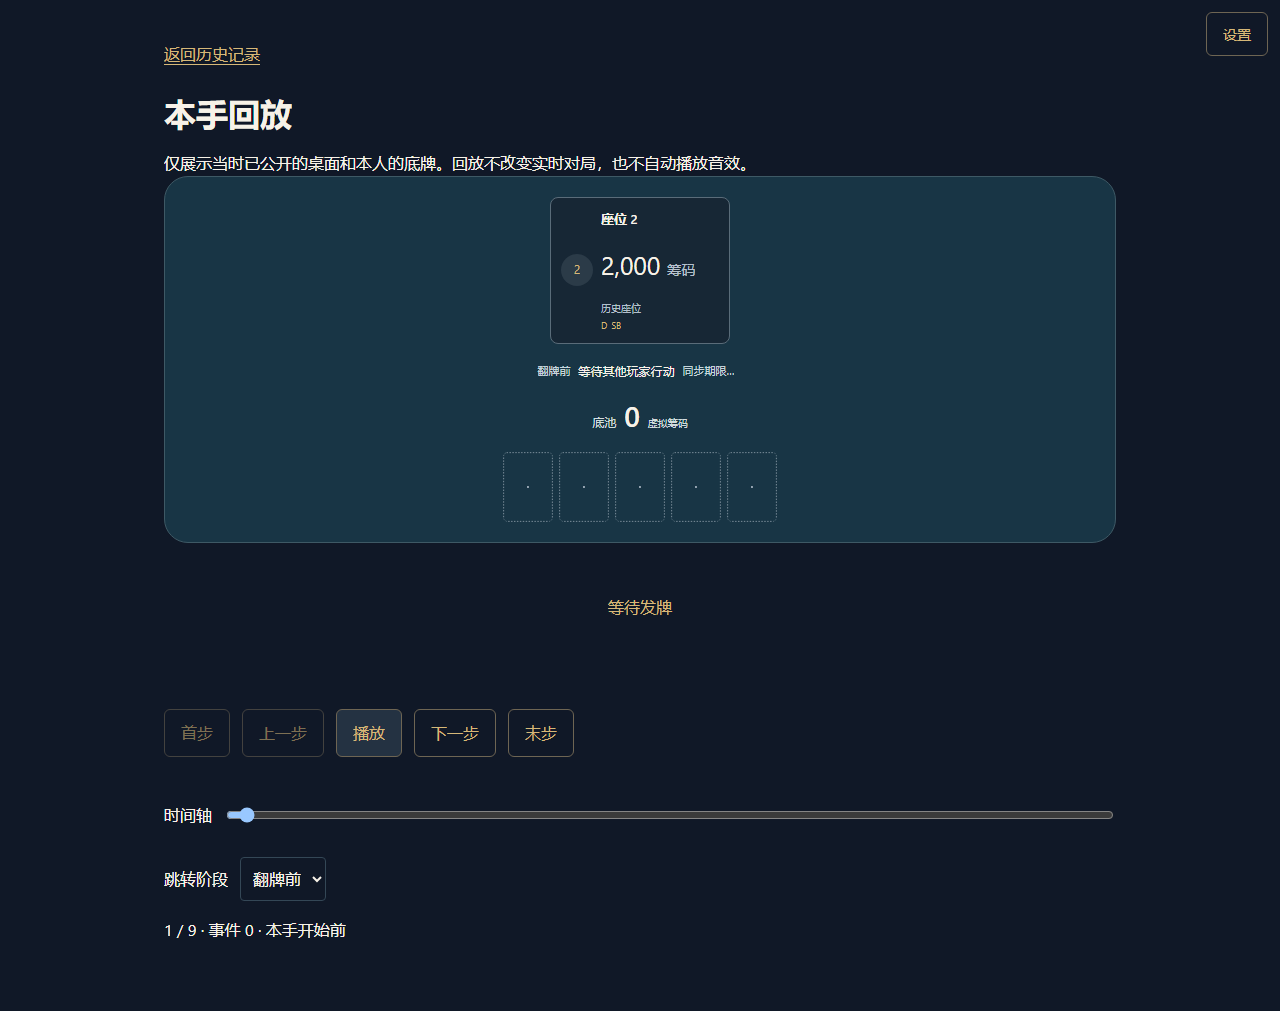 设置
返回历史记录
本手回放
仅展示当时已公开的桌面和本人的底牌。回放不改变实时对局，也不自动播放音效。
座位 2
2 2,000 筹码
历史座位
D SB
翻牌前 等待其他玩家行动 同步期限...
底池 0 虚拟筹码
· · · · ·
等待发牌
首步 上一步 播放 下一步 末步
时间轴
跳转阶段 翻牌前
1 / 9 · 事件 0 · 本手开始前